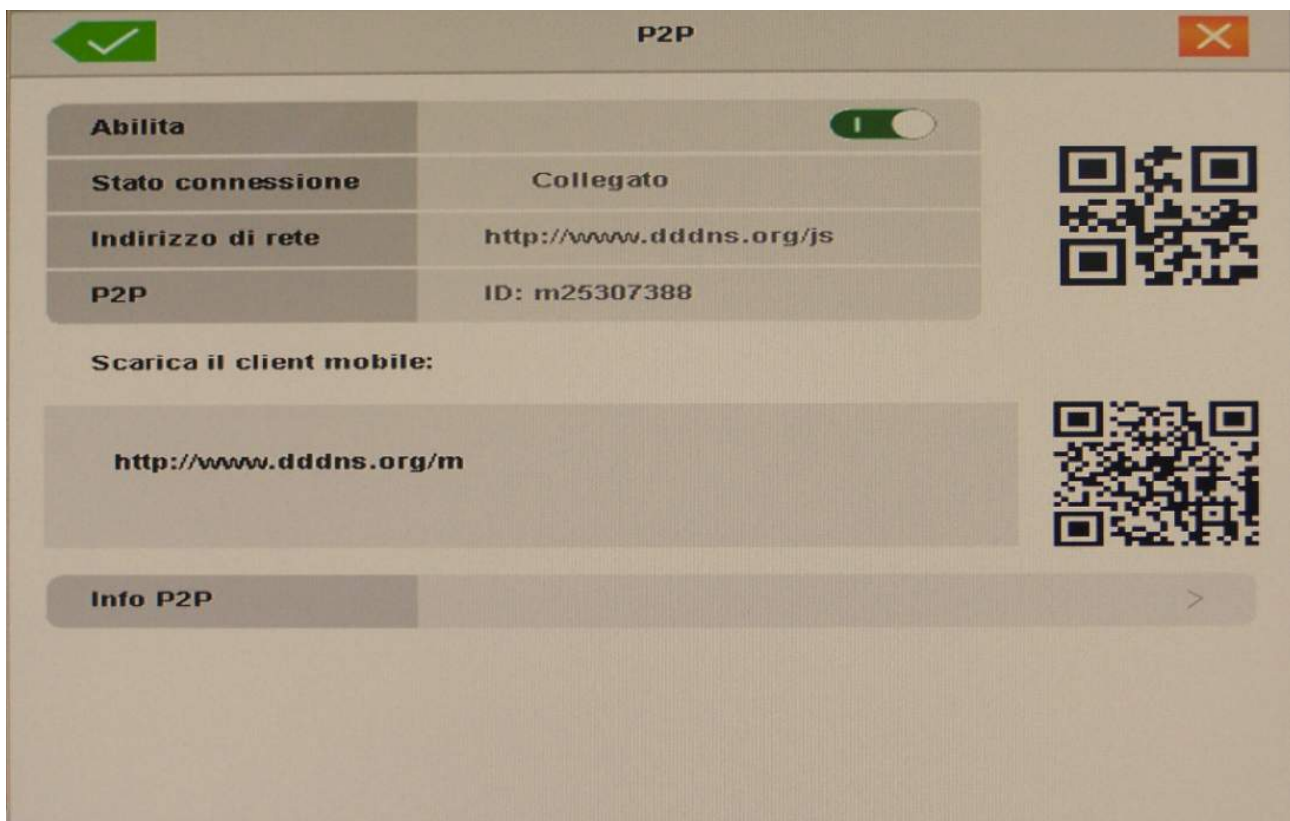 P2P
Abilita
Stato connessione Collegato
Indirizzo di rete http://www.dddns.org/js
P2P ID: m25307388
Scarica il client mobile:
http://www.dddns.org/m
Info P2P >